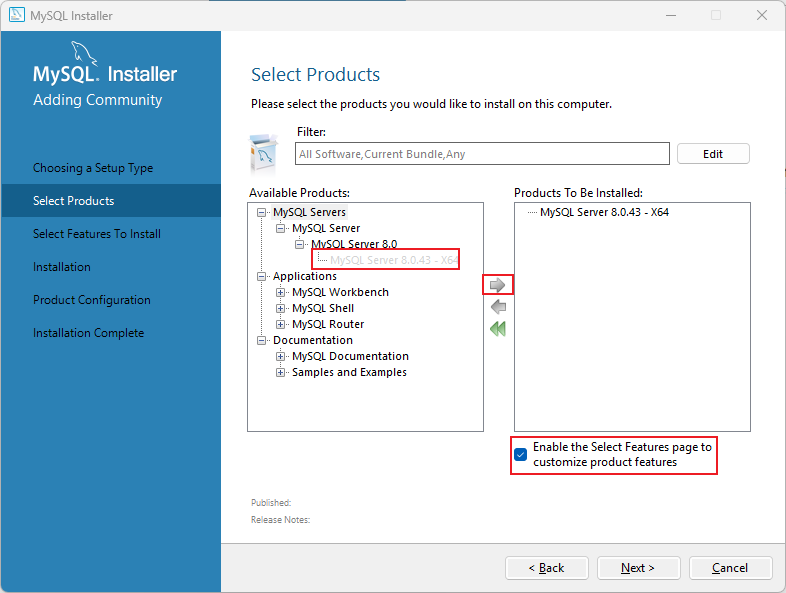 MySQL Installer
MySQL. Installer
Adding Community
Choosing a Setup Type
Select Products
Select Features To Install
Installation
Product Configuration
Installation Complete
Select Products
Please select the products you would like to install on this computer.
Filter:
All Software,Current Bundle,Any
Edit
Available Products:
MySQL Servers
MySQL Server
MySQL Server 8.0
MySQL Server 8.0.43 - X64
Applications
MySQL Workbench
MySQL Shell
MySQL Router
Documentation
MySQL Documentation
Samples and Examples
Products To Be Installed:
MySQL Server 8.0.43 - X64
Enable the Select Features page to
customize product features
Published:
Release Notes:
< Back
Next >
Cancel